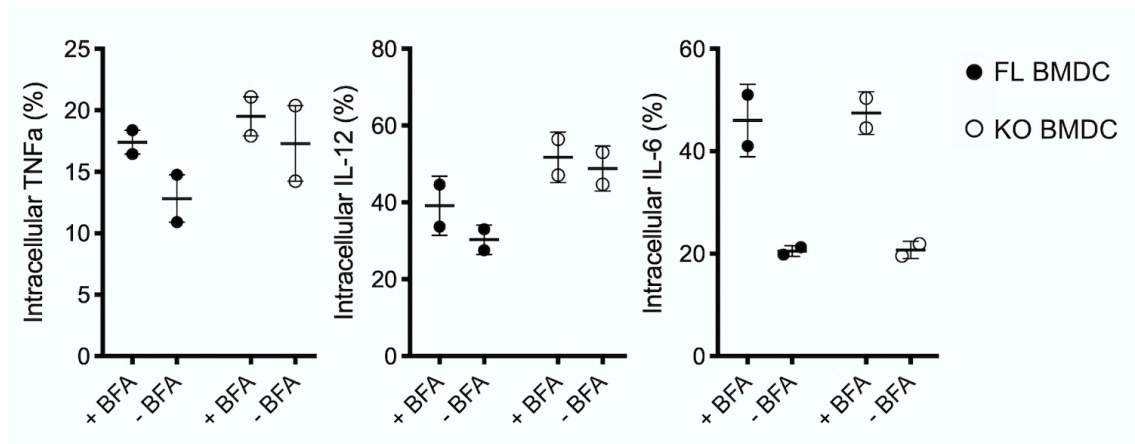 Intracellular TNFa (%)
25
20
15
10
5
0
+ BFA
- BFA
+ BFA
- BFA
Intracellular IL-12 (%)
80
60
40
20
0
+ BFA
- BFA
+ BFA
- BFA
Intracellular IL-6 (%)
60
40
20
0
+ BFA
- BFA
+ BFA
- BFA
FL BMDC
KO BMDC